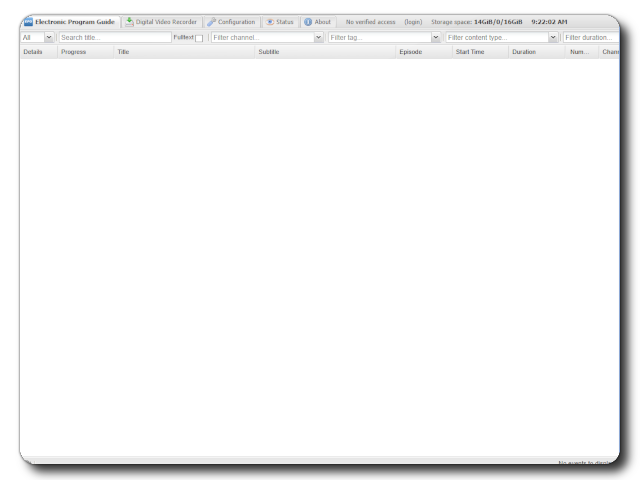 Electronic Program Guide Digital Video Recorder Configuration Status About No verified access (login) Storage space: 14GiB/0/16GiB 9:22:02 AM
All Search title... Fulltext Filter channel... Filter tag... Filter content type... Filter duration...
Details Progress Title Subtitle Episode Start Time Duration Num... Chann
No events to display